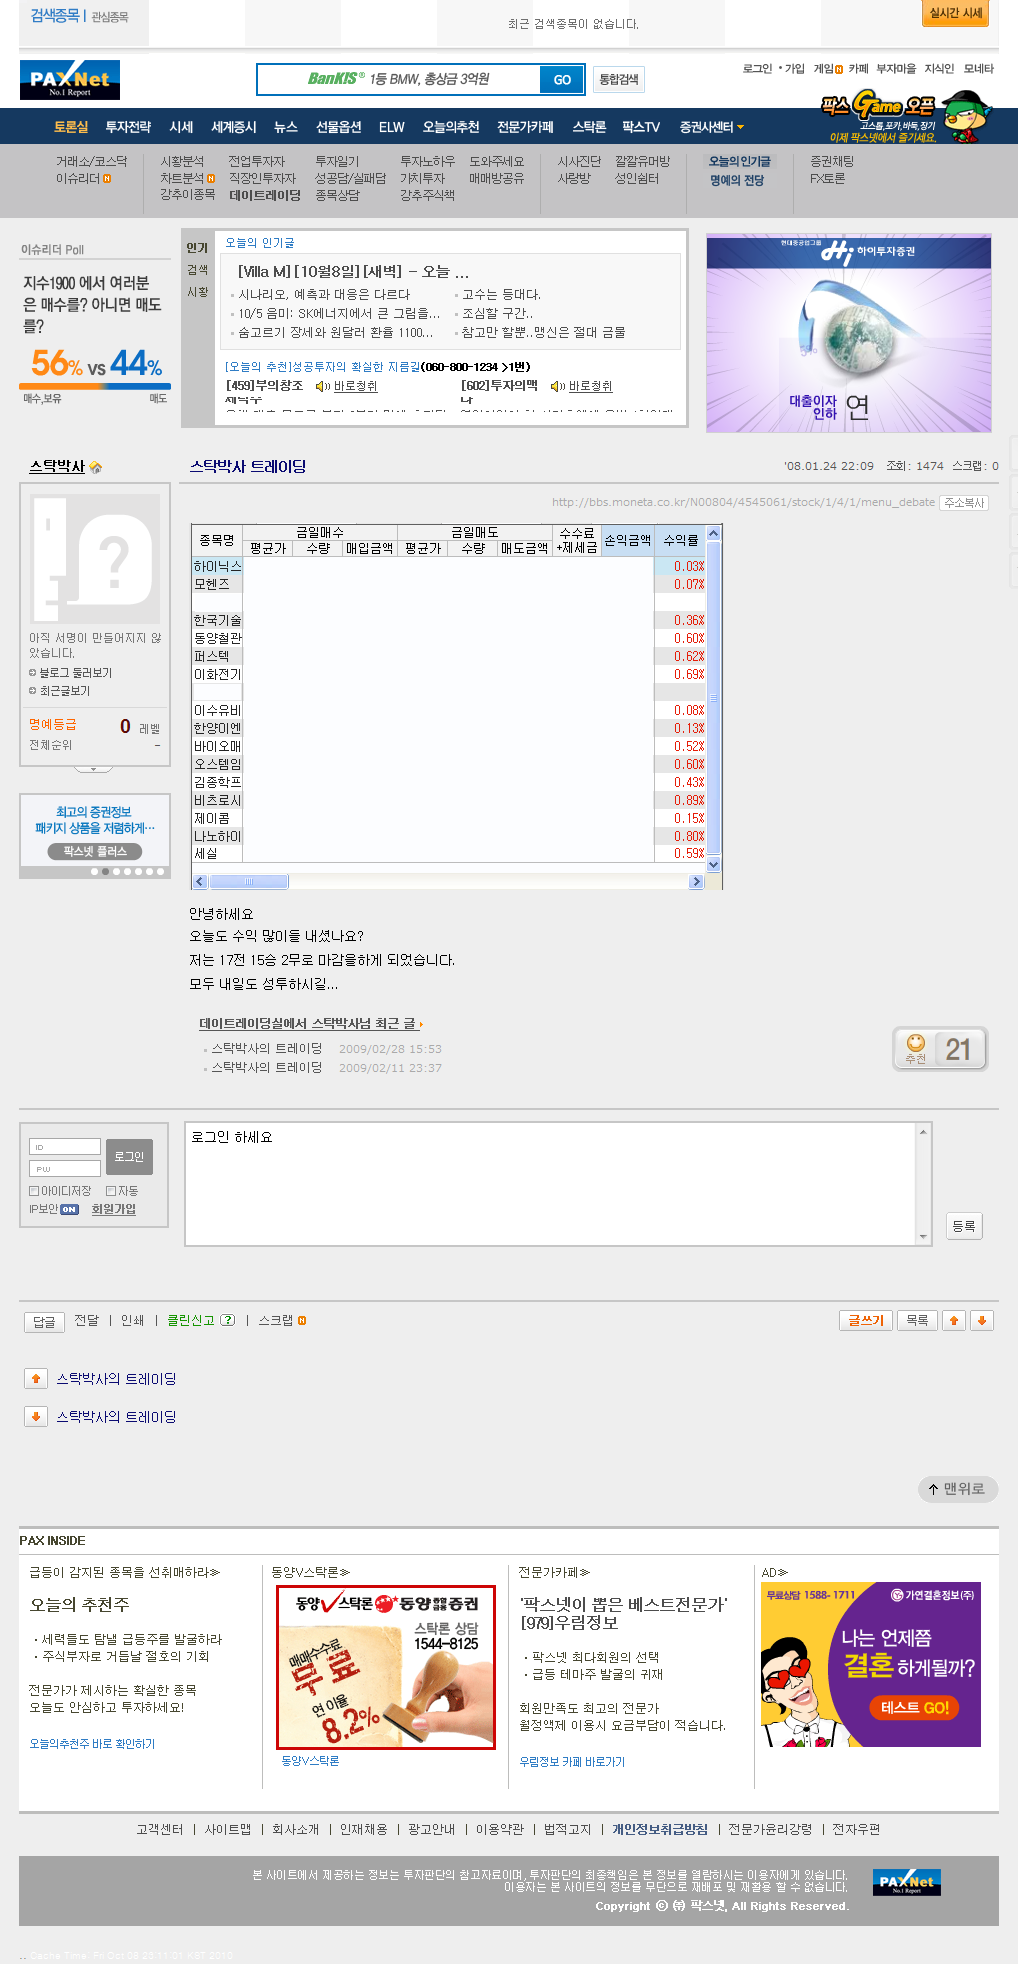 검색종목 | 관심종목
최근 검색종목이 없습니다.
실시간 시세
PAXNet
No.1 Report
BanKIS® 1등 BMW, 총상금 3억원
GO
통합검색
로그인 • 가입 게임 N 카페 부자마을 지식인 모네타
토론실 투자전략 시세 세계증시 뉴스 선물옵션 ELW 오늘의추천 전문가카페 스탁론 팍스TV 증권사센터
팍스 Game 오픈
고스톱,포카,바둑,장기
이제 팍스넷에서 즐기세요.
거래소/코스닥 시황분석 전업투자자 투자일기 투자노하우 도와주세요 시사진단 깔깔유머방 오늘의 인기글 증권채팅
이슈리더 N 차트분석 N 직장인투자자 성공담/실패담 가치투자 매매방공유 사랑방 성인쉼터 명예의 전당 FX토론
강추이종목 데이트레이딩 종목상담 강추주식책
이슈리더 Poll
지수1900 에서 여러분
은 매수를? 아니면 매도
를?
56% vs 44%
매수,보유 매도
인기
검색
시황
오늘의 인기글
[Villa M][10월8일][새벽] - 오늘 ...
시나리오, 예측과 대응은 다르다
고수는 등대다.
10/5 음미: SK에너지에서 큰 그림을...
조심할 구간..
숨고르기 장세와 원달러 환율 1100...
참고만 할뿐..맹신은 절대 금물
[오늘의 추천]성공투자의 확실한 지름길(060-800-1234 >1번)
[459]부의창조 바로청취
[602]투자의맥 바로청취
현대중공업그룹
Hi 하이투자증권
대출이자
인하
연
스탁박사
스탁박사 트레이딩
'08.01.24 22:09 조회: 1474 스크랩: 0
http://bbs.moneta.co.kr/N00804/4545061/stock/1/4/1/menu_debate 주소복사
아직 서명이 만들어지지 않
았습니다.
블로그 둘러보기
최근글보기
명예등급 0 레벨
전체순위 -
최고의 증권정보
패키지 상품을 저렴하게…
팍스넷 플러스
종목명 금일매수 금일매도 수수료 +제세금 손익금액 수익률
평균가 수량 매입금액 평균가 수량 매도금액
하이닉스 0.03%
모헨즈 0.07%
한국기술 0.36%
동양철관 0.60%
퍼스텍 0.62%
이화전기 0.69%
이수유비 0.08%
한양이엔 0.13%
바이오매 0.52%
오스템임 0.60%
김종학프 0.43%
비츠로시 0.89%
제이콤 0.15%
나노하이 0.80%
세실 0.59%
안녕하세요
오늘도 수익 많이들 내셨나요?
저는 17전 15승 2무로 마감을하게 되었습니다.
모두 내일도 성투하시길...
데이트레이딩실에서 스탁박사님 최근 글
스탁박사의 트레이딩 2009/02/28 15:53
스탁박사의 트레이딩 2009/02/11 23:37
추천 21
ID
PW
로그인
아이디저장 자동
IP보안 ON 회원가입
로그인 하세요
등록
답글 전달 | 인쇄 | 클린신고 ? | 스크랩 N
글쓰기 목록
스탁박사의 트레이딩
스탁박사의 트레이딩
↑ 맨위로
PAX INSIDE
급등이 감지된 종목을 선취매하라≫
오늘의 추천주
· 세력들도 탐낼 급등주를 발굴하라
· 주식부자로 거듭날 절호의 기회
전문가가 제시하는 확실한 종목
오늘도 안심하고 투자하세요!
오늘의추천주 바로 확인하기
동양V스탁론≫
동양 V스탁론 동양종합금융증권
스탁론 상담
1544-8125
매매수수료
무료
연 이율
8.2%
동양V스탁론
전문가카페≫
'팍스넷이 뽑은 베스트전문가'
[979]우림정보
· 팍스넷 최다회원의 선택
· 급등 테마주 발굴의 귀재
회원만족도 최고의 전문가
월정액제 이용시 요금부담이 적습니다.
우림정보 카페 바로가기
AD≫
무료상담 1588-1711 가연결혼정보(주)
나는 언제쯤
결혼 하게될까?
테스트 GO!
고객센터 | 사이트맵 | 회사소개 | 인재채용 | 광고안내 | 이용약관 | 법적고지 | 개인정보취급방침 | 전문가윤리강령 | 전자우편
본 사이트에서 제공하는 정보는 투자판단의 참고자료이며, 투자판단의 최종책임은 본 정보를 열람하시는 이용자에게 있습니다.
이용자는 본 사이트의 정보를 무단으로 재배포 및 재활용 할 수 없습니다.
Copyright ⓒ ㈜ 팍스넷, All Rights Reserved.
PAXNet
No.1 Report
.. Cache Time: Fri Oct 08 23:11:01 KST 2010